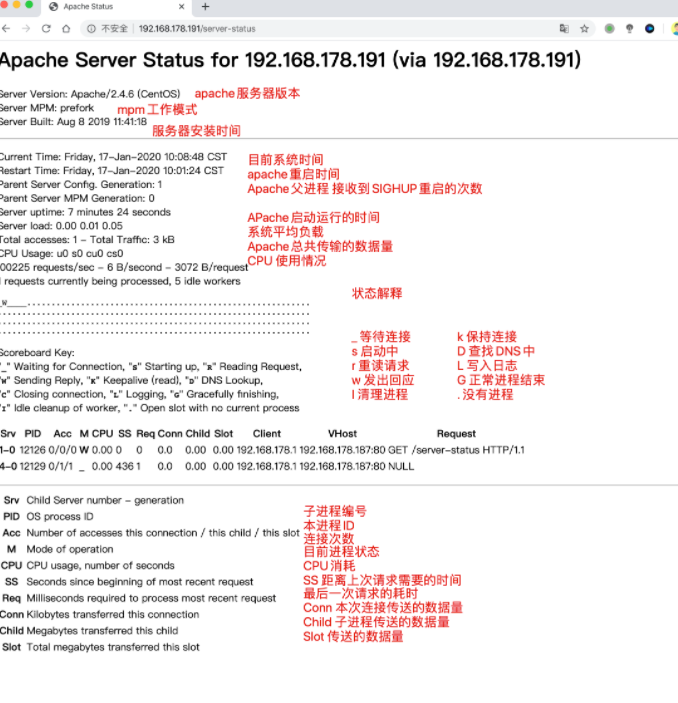 Apache Status
不安全 | 192.168.178.191/server-status
Apache Server Status for 192.168.178.191 (via 192.168.178.191)
Server Version: Apache/2.4.6 (CentOS) apache服务器版本
Server MPM: prefork mpm工作模式
Server Built: Aug 8 2019 11:41:18
服务器安装时间
Current Time: Friday, 17-Jan-2020 10:08:48 CST 目前系统时间
Restart Time: Friday, 17-Jan-2020 10:01:24 CST apache重启时间
Parent Server Config. Generation: 1 Apache父进程 接收到SIGHUP重启的次数
Parent Server MPM Generation: 0
Server uptime: 7 minutes 24 seconds APache启动运行的时间
Server load: 0.00 0.01 0.05 系统平均负载
Total accesses: 1 - Total Traffic: 3 kB Apache总共传输的数据量
CPU Usage: u0 s0 cu0 cs0 CPU 使用情况
00225 requests/sec - 6 B/second - 3072 B/request
requests currently being processed, 5 idle workers
状态解释
_W____..........................................................
................................................................
................................................................
................................................................
_ 等待连接 k 保持连接
s 启动中 D 查找DNS中
r 重读请求 L 写入日志
w 发出回应 G 正常进程结束
I 清理进程 . 没有进程
Scoreboard Key:
"_" Waiting for Connection, "S" Starting up, "R" Reading Request,
"W" Sending Reply, "K" Keepalive (read), "D" DNS Lookup,
"C" Closing connection, "L" Logging, "G" Gracefully finishing,
"I" Idle cleanup of worker, "." Open slot with no current process
Srv PID Acc M CPU SS Req Conn Child Slot Client VHost Request
1-0 12126 0/0/0 W 0.00 0 0 0.0 0.00 0.00 192.168.178.1 192.168.178.187:80 GET /server-status HTTP/1.1
4-0 12129 0/1/1 _ 0.00 436 1 0.0 0.00 0.00 192.168.178.1 192.168.178.187:80 NULL
Srv Child Server number - generation 子进程编号
PID OS process ID 本进程ID
Acc Number of accesses this connection / this child / this slot 连接次数
M Mode of operation 目前进程状态
CPU CPU usage, number of seconds CPU消耗
SS Seconds since beginning of most recent request SS 距离上次请求需要的时间
Req Milliseconds required to process most recent request 最后一次请求的耗时
Conn Kilobytes transferred this connection Conn 本次连接传送的数据量
Child Megabytes transferred this child Child 子进程传送的数据量
Slot Total megabytes transferred this slot Slot 传送的数据量